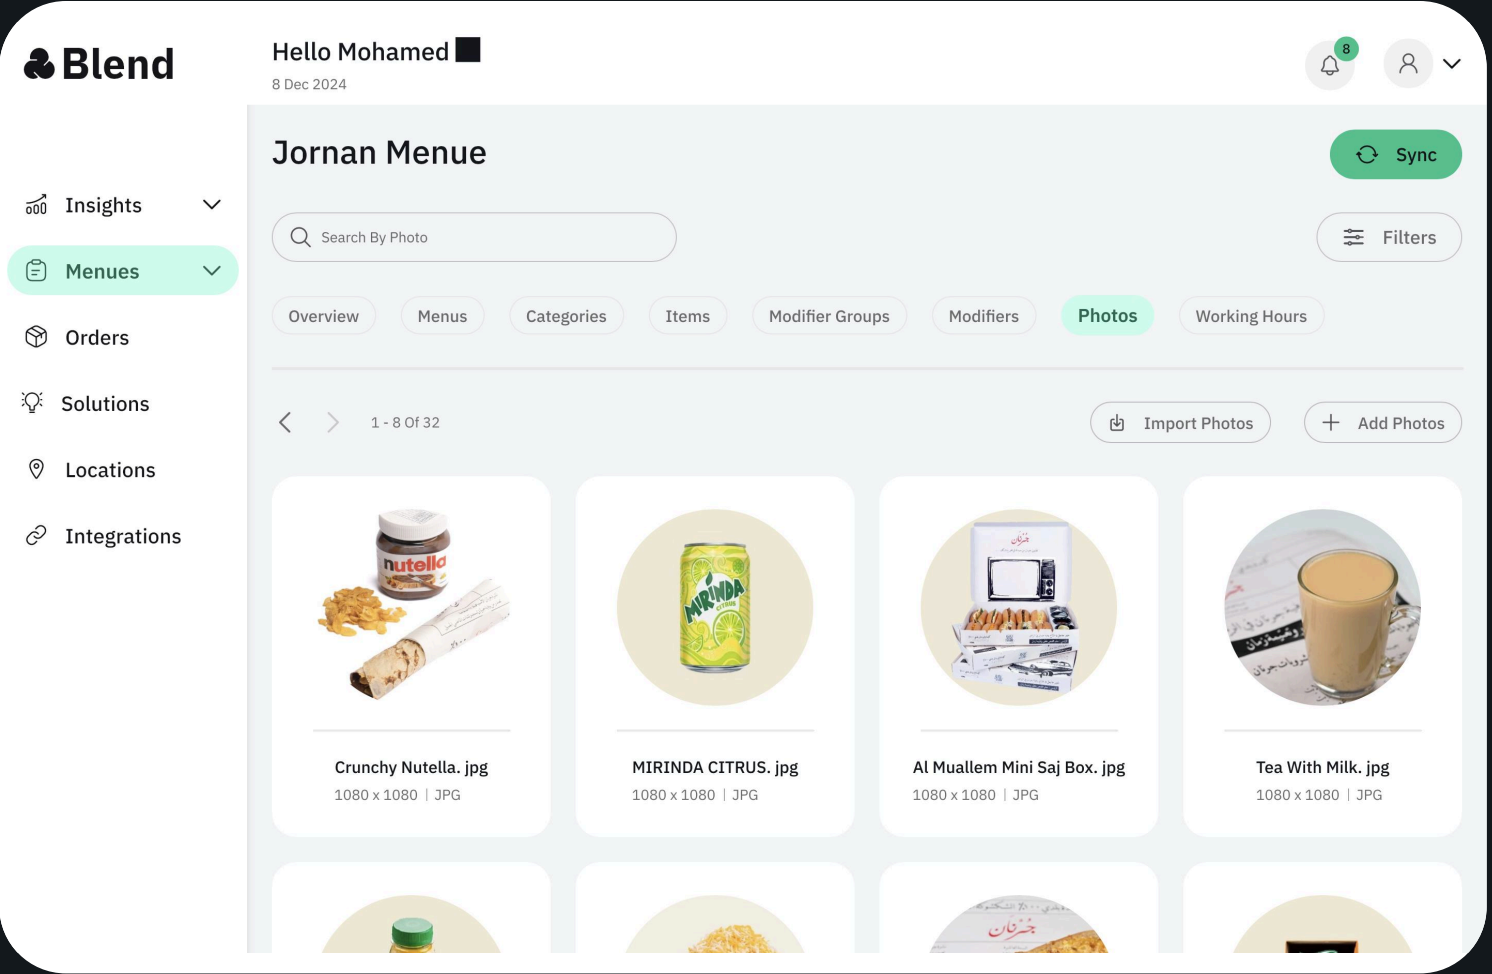 Blend
Hello Mohamed
8 Dec 2024
8
Insights
Menues
Orders
Solutions
Locations
Integrations
Jornan Menue
Sync
Search By Photo
Filters
Overview
Menus
Categories
Items
Modifier Groups
Modifiers
Photos
Working Hours
1 - 8 Of 32
Import Photos
Add Photos
nutella
MIRINDA
CITRUS
Crunchy Nutella. jpg
1080 x 1080 | JPG
MIRINDA CITRUS. jpg
1080 x 1080 | JPG
Al Muallem Mini Saj Box. jpg
1080 x 1080 | JPG
Tea With Milk. jpg
1080 x 1080 | JPG